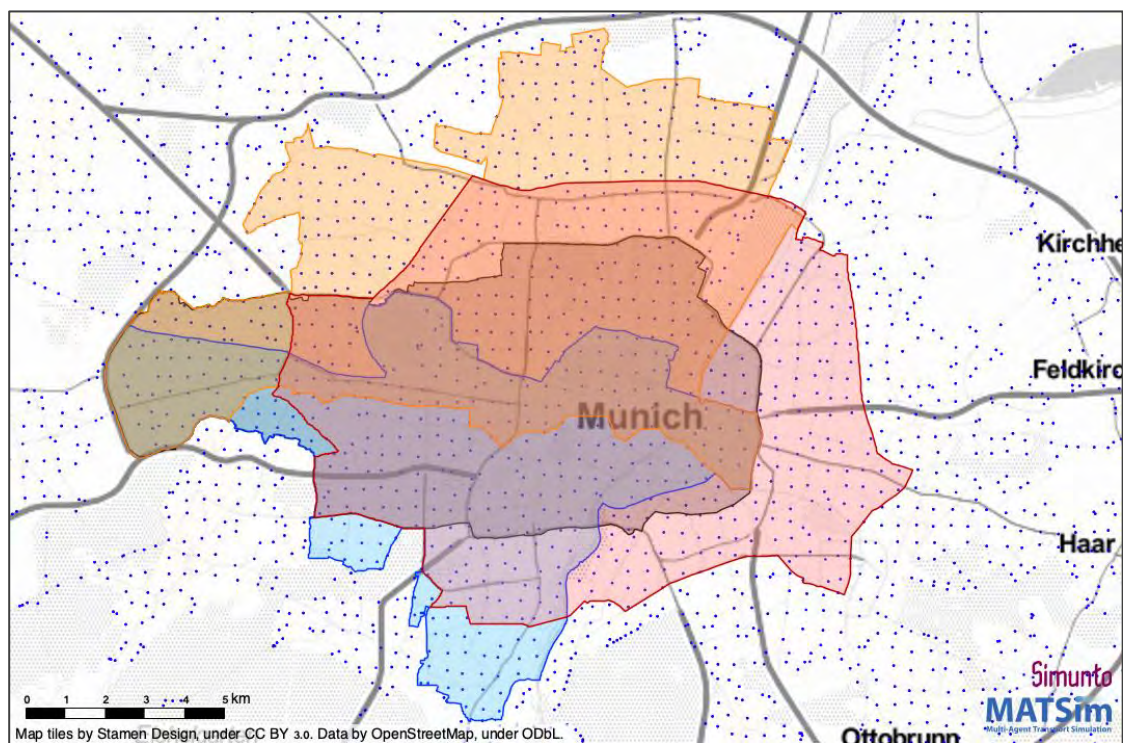 Kirchhe
Feldkirc
Munich
Haar
Simunto
MATSim
Multi-Agent Transport Simulation
0 1 2 3 4 5 km
Map tiles by Stamen Design, under CC BY 3.0. Data by OpenStreetMap, under ODbL.
Ottobrunn